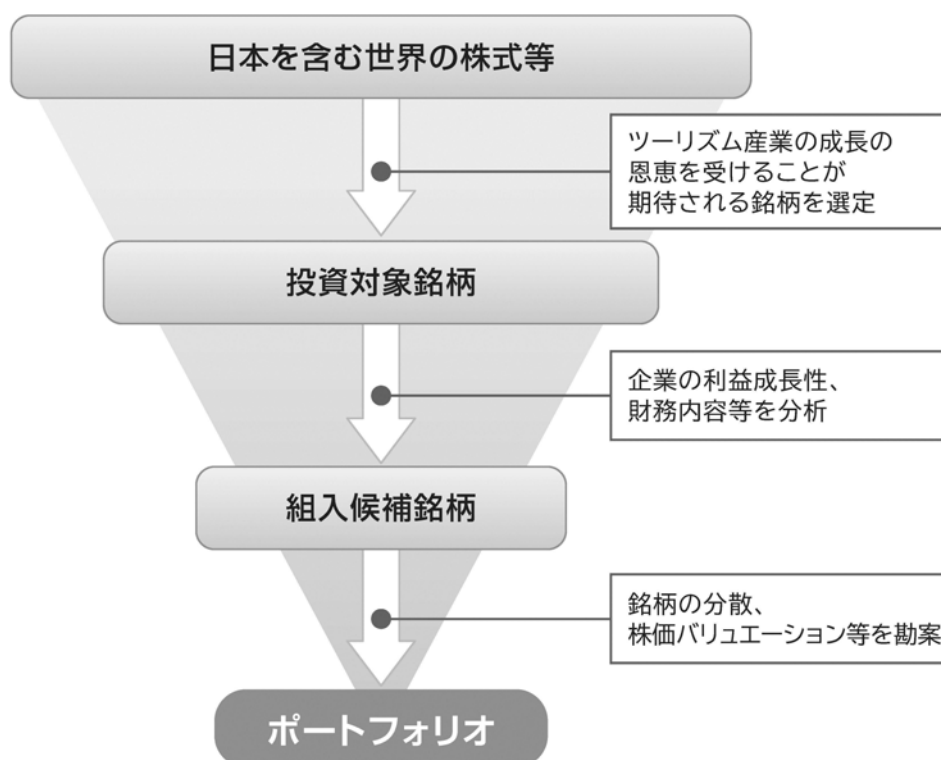 日本を含む世界の株式等
ツーリズム産業の成長の
恩恵を受けることが
期待される銘柄を選定
投資対象銘柄
企業の利益成長性、
財務内容等を分析
組入候補銘柄
銘柄の分散、
株価バリュエーション等を勘案
ポートフォリオ